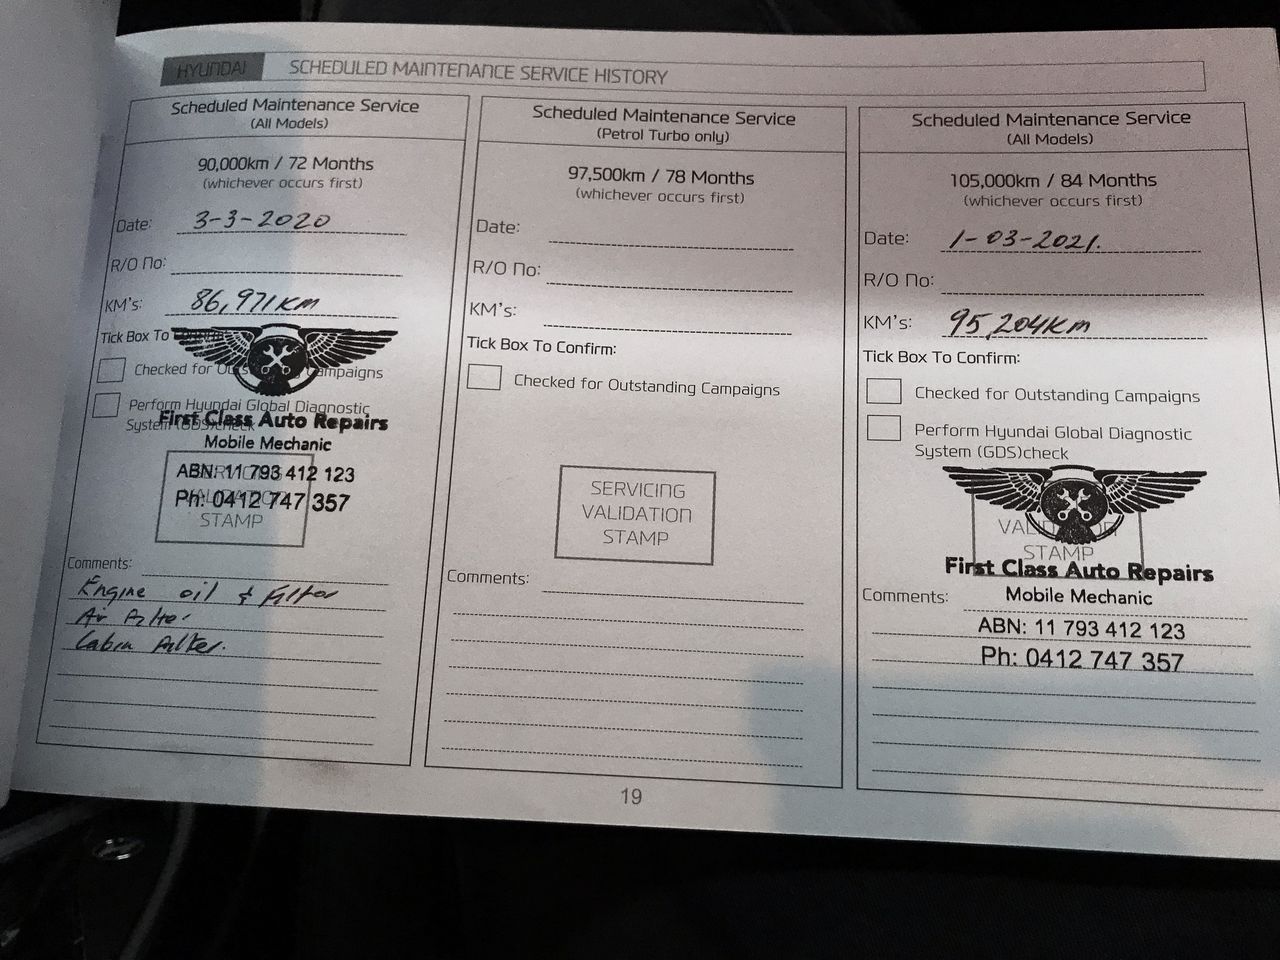 HYUNDAI SCHEDULED MAINTENANCE SERVICE HISTORY
Scheduled Maintenance Service
(All Models)
90,000km / 72 Months
(whichever occurs first)
Date: 3-3-2020
R/O No:
KM's: 86,971KM
Tick Box To Confirm:
Checked for Outstanding Campaigns
Perform Hyundai Global Diagnostic
System (GDS)check
First Class Auto Repairs
Mobile Mechanic
ABN: 11 793 412 123
Ph: 0412 747 357
SERVICING
VALIDATION
STAMP
Comments:
Engine oil & Filter
Air Filter
Cabin Filter.
Scheduled Maintenance Service
(Petrol Turbo only)
97,500km / 78 Months
(whichever occurs first)
Date:
R/O No:
KM's:
Tick Box To Confirm:
Checked for Outstanding Campaigns
SERVICING
VALIDATION
STAMP
Comments:
Scheduled Maintenance Service
(All Models)
105,000km / 84 Months
(whichever occurs first)
Date: 1-03-2021.
R/O No:
KM's: 95,204KM
Tick Box To Confirm:
Checked for Outstanding Campaigns
Perform Hyundai Global Diagnostic
System (GDS)check
VALIDATION
STAMP
First Class Auto Repairs
Comments:
Mobile Mechanic
ABN: 11 793 412 123
Ph: 0412 747 357
19